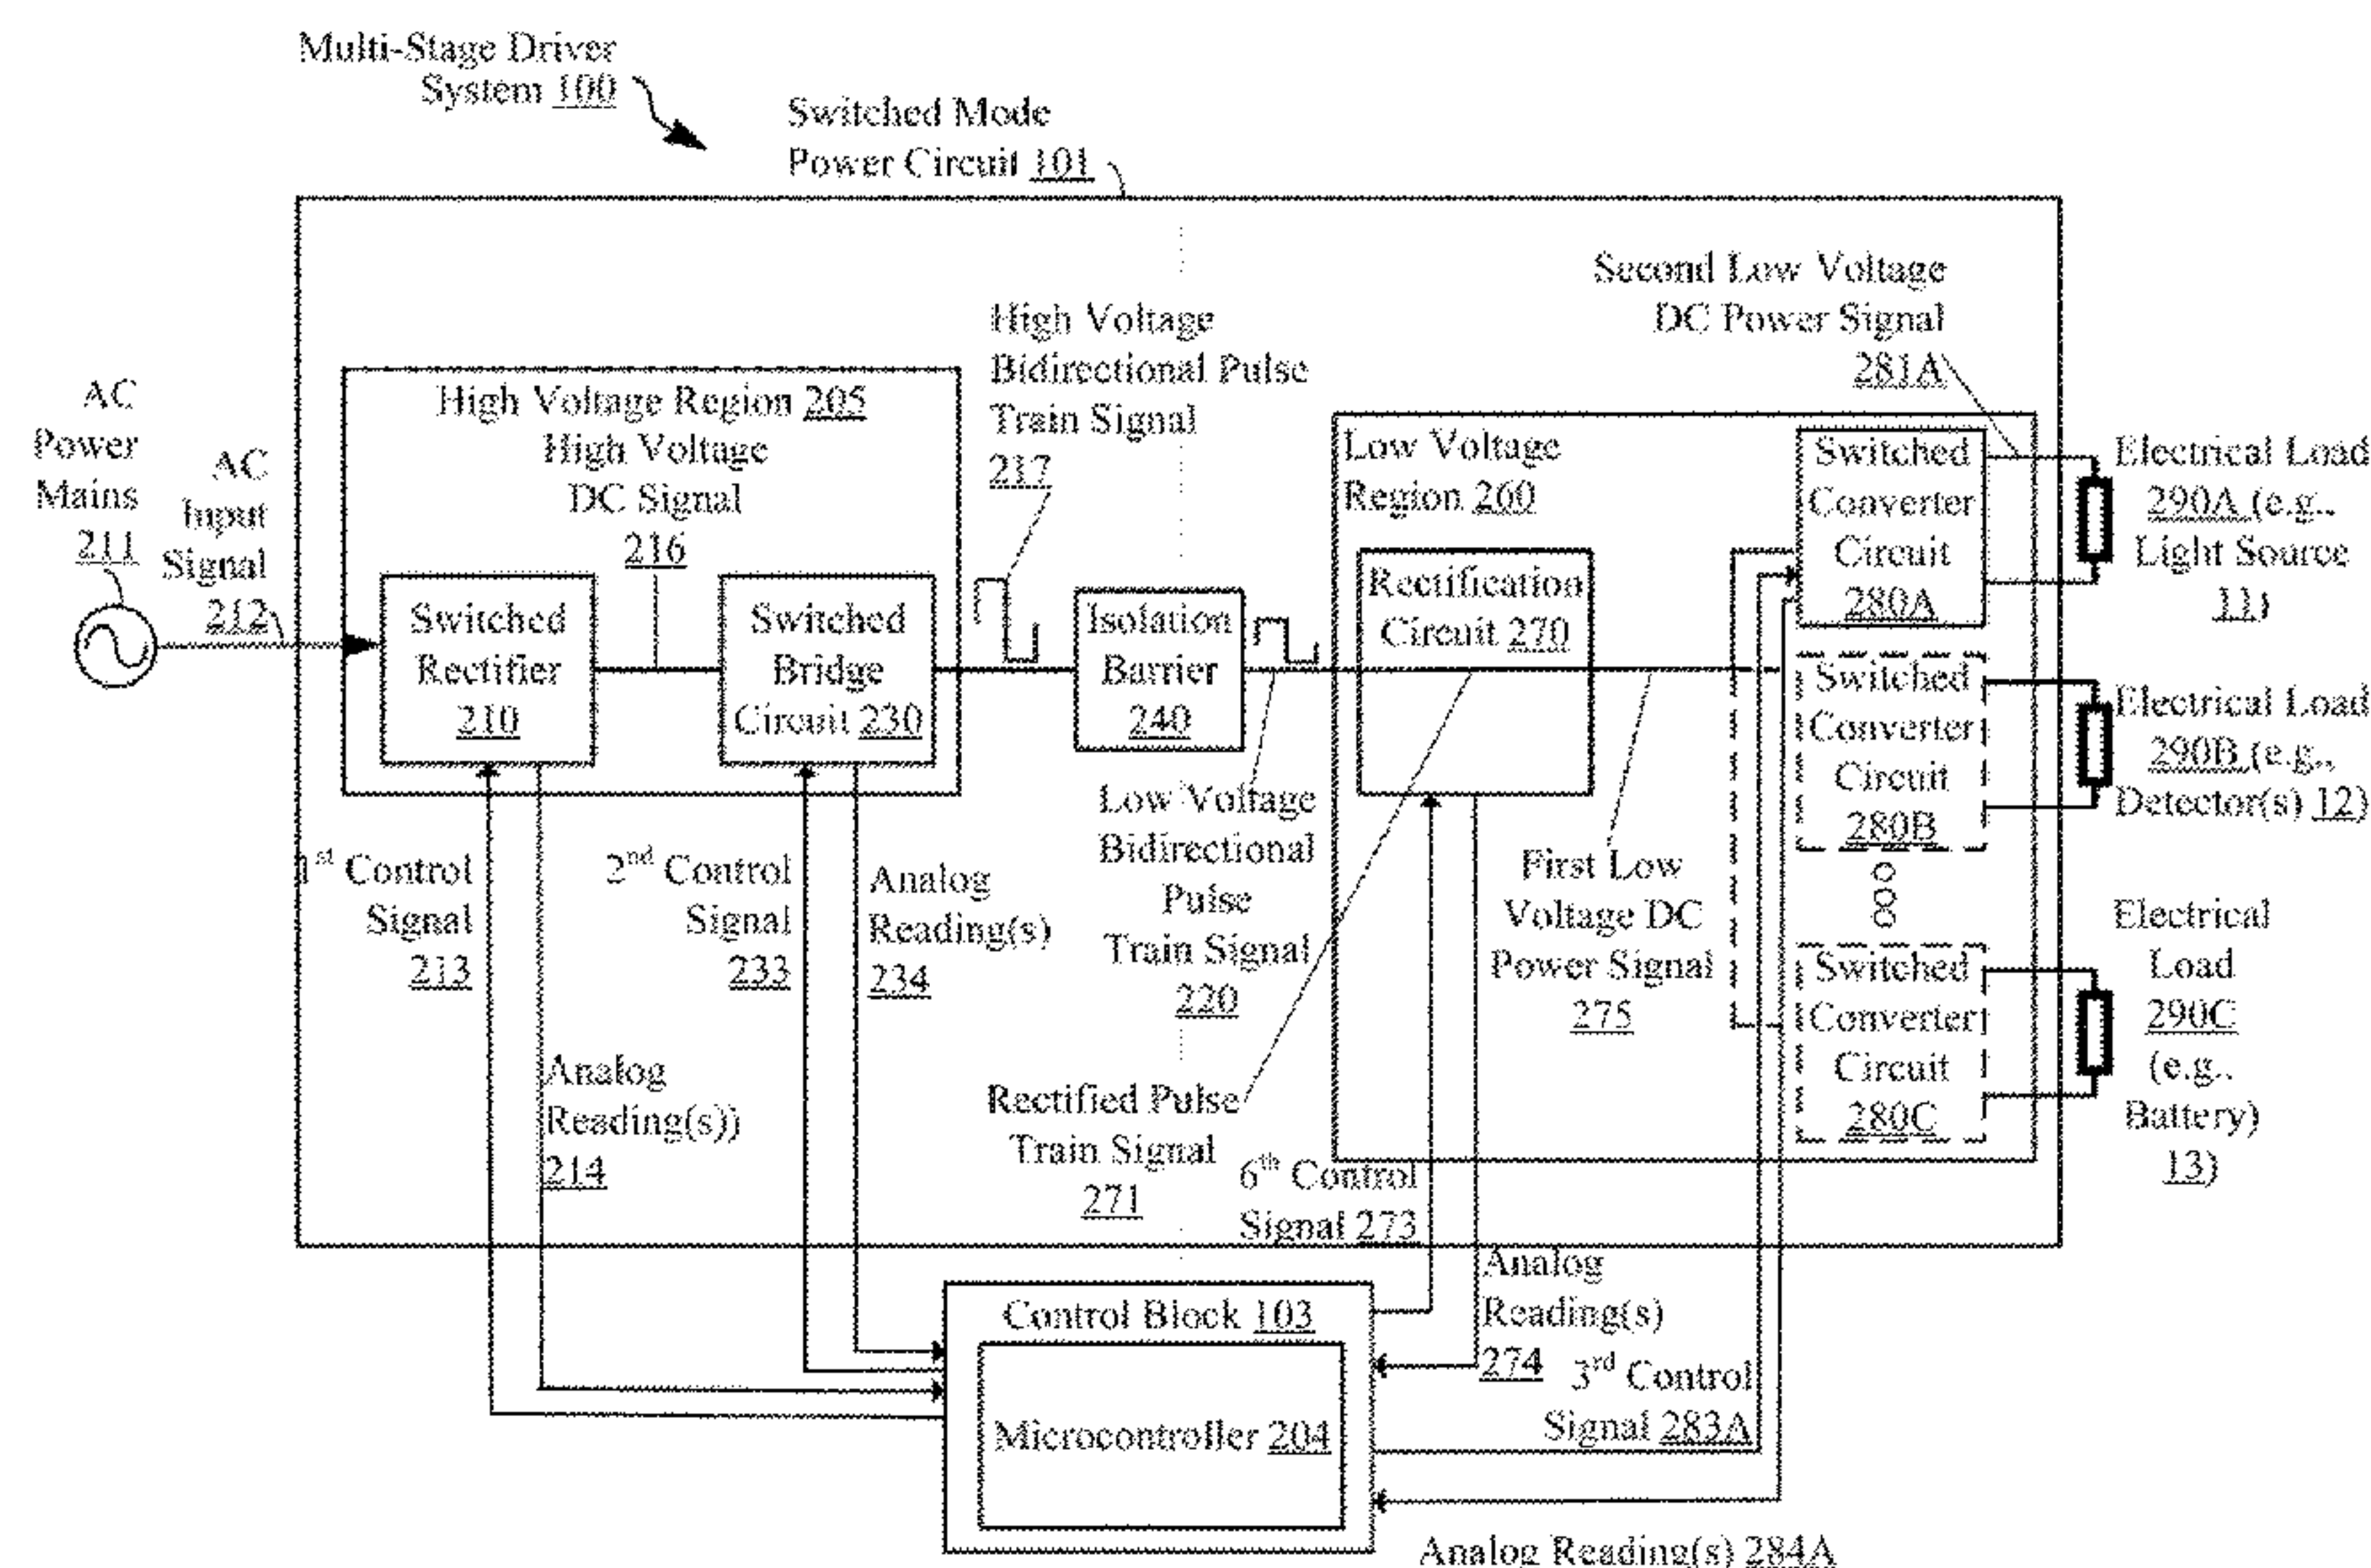 Multi-Stage Driver
System 100
Switched Mode
Power Circuit 101
AC
Power
Mains
211
AC
Input
Signal
212
High Voltage Region 205
High Voltage
DC Signal
216
Switched
Rectifier
210
Switched
Bridge
Circuit 230
High Voltage
Bidirectional Pulse
Train Signal
217
Isolation
Barrier
240
Low Voltage
Region 260
Rectification
Circuit 270
Second Low Voltage
DC Power Signal
281A
Switched
Converter
Circuit
280A
Electrical Load
290A (e.g.,
Light Source
11)
Switched
Converter
Circuit
280B
Electrical Load
290B (e.g.,
Detector(s) 12)
Switched
Converter
Circuit
280C
Electrical
Load
290C
(e.g.,
Battery)
13)
1st Control
Signal
213
Analog
Reading(s))
214
2nd Control
Signal
233
Analog
Reading(s)
234
Low Voltage
Bidirectional
Pulse
Train Signal
220
First Low
Voltage DC
Power Signal
275
Rectified Pulse
Train Signal
271
6th Control
Signal 273
Analog
Reading(s)
274
3rd Control
Signal 283A
Control Block 103
Microcontroller 204
Analog Reading(s) 284A